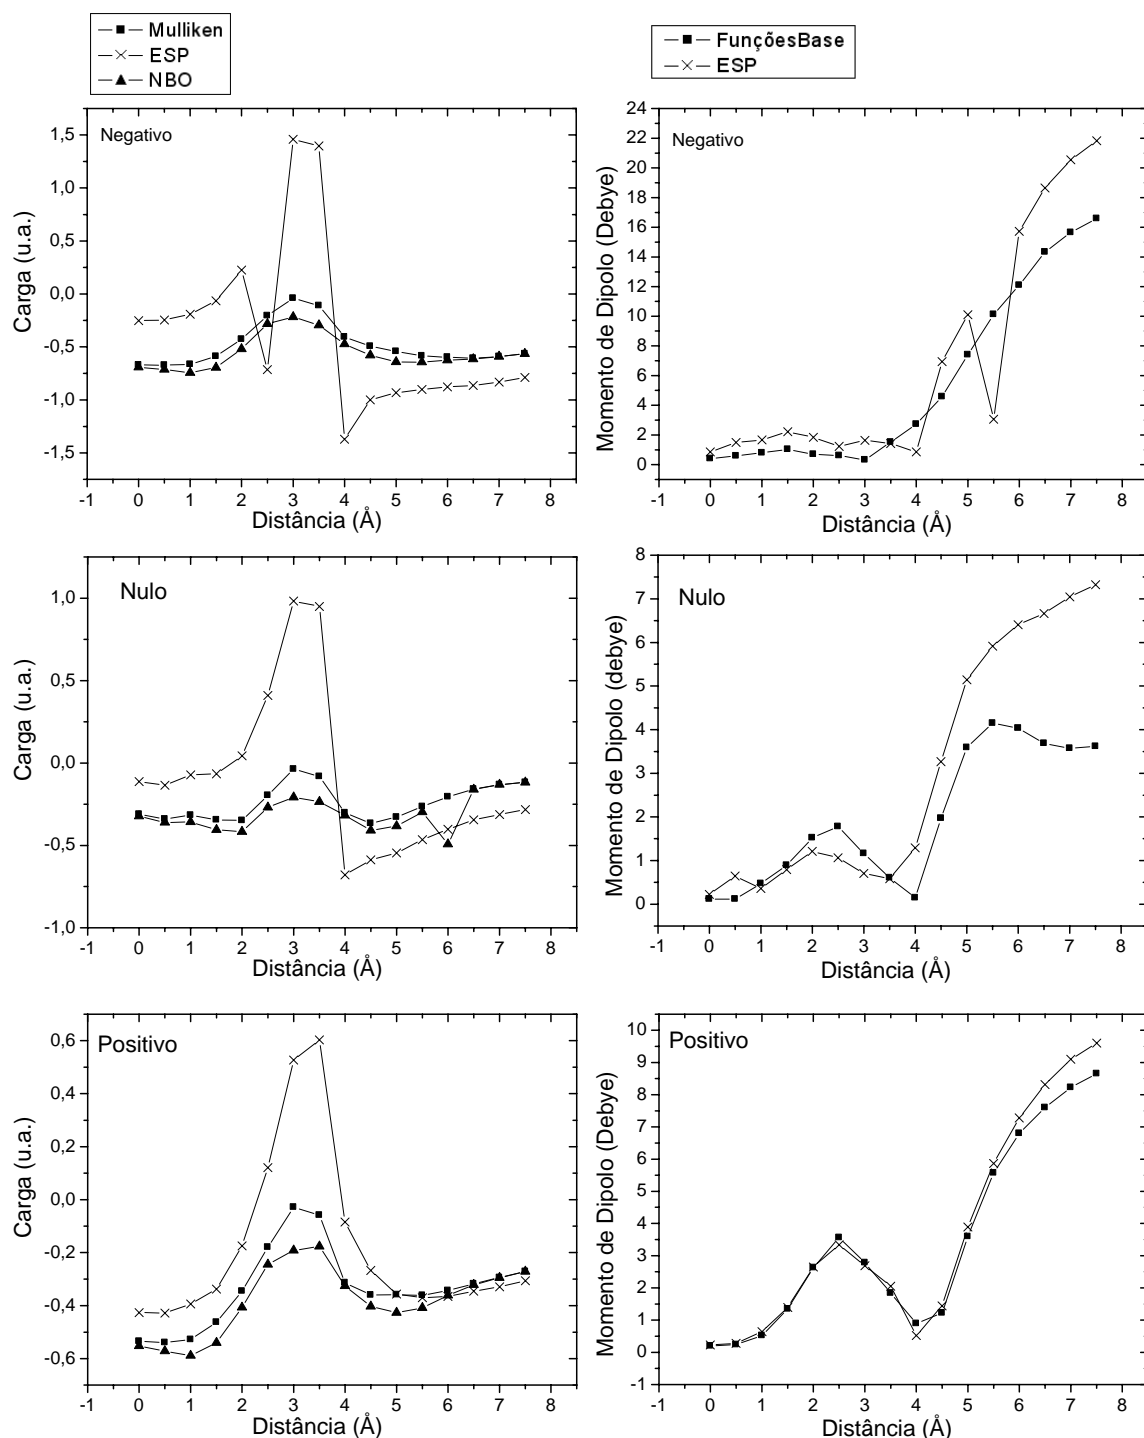 Mulliken
ESP
NBO
FunçõesBase
ESP
Negativo
Carga (u.a.)
1,5
1,0
0,5
0,0
-0,5
-1,0
-1,5
-1 0 1 2 3 4 5 6 7 8
Distância (Å)
Negativo
Momento de Dipolo (Debye)
24
22
20
18
16
14
12
10
8
6
4
2
0
-1 0 1 2 3 4 5 6 7 8
Distância (Å)
Nulo
Carga (u.a.)
1,0
0,5
0,0
-0,5
-1,0
-1 0 1 2 3 4 5 6 7 8
Distância (Å)
Nulo
Momento de Dipolo (debye)
8
7
6
5
4
3
2
1
0
-1 0 1 2 3 4 5 6 7 8
Distância (Å)
Positivo
Carga (u.a.)
0,6
0,4
0,2
0,0
-0,2
-0,4
-0,6
-1 0 1 2 3 4 5 6 7 8
Distância (Å)
Positivo
Momento de Dipolo (Debye)
10
9
8
7
6
5
4
3
2
1
0
-1
-1 0 1 2 3 4 5 6 7 8
Distância (Å)